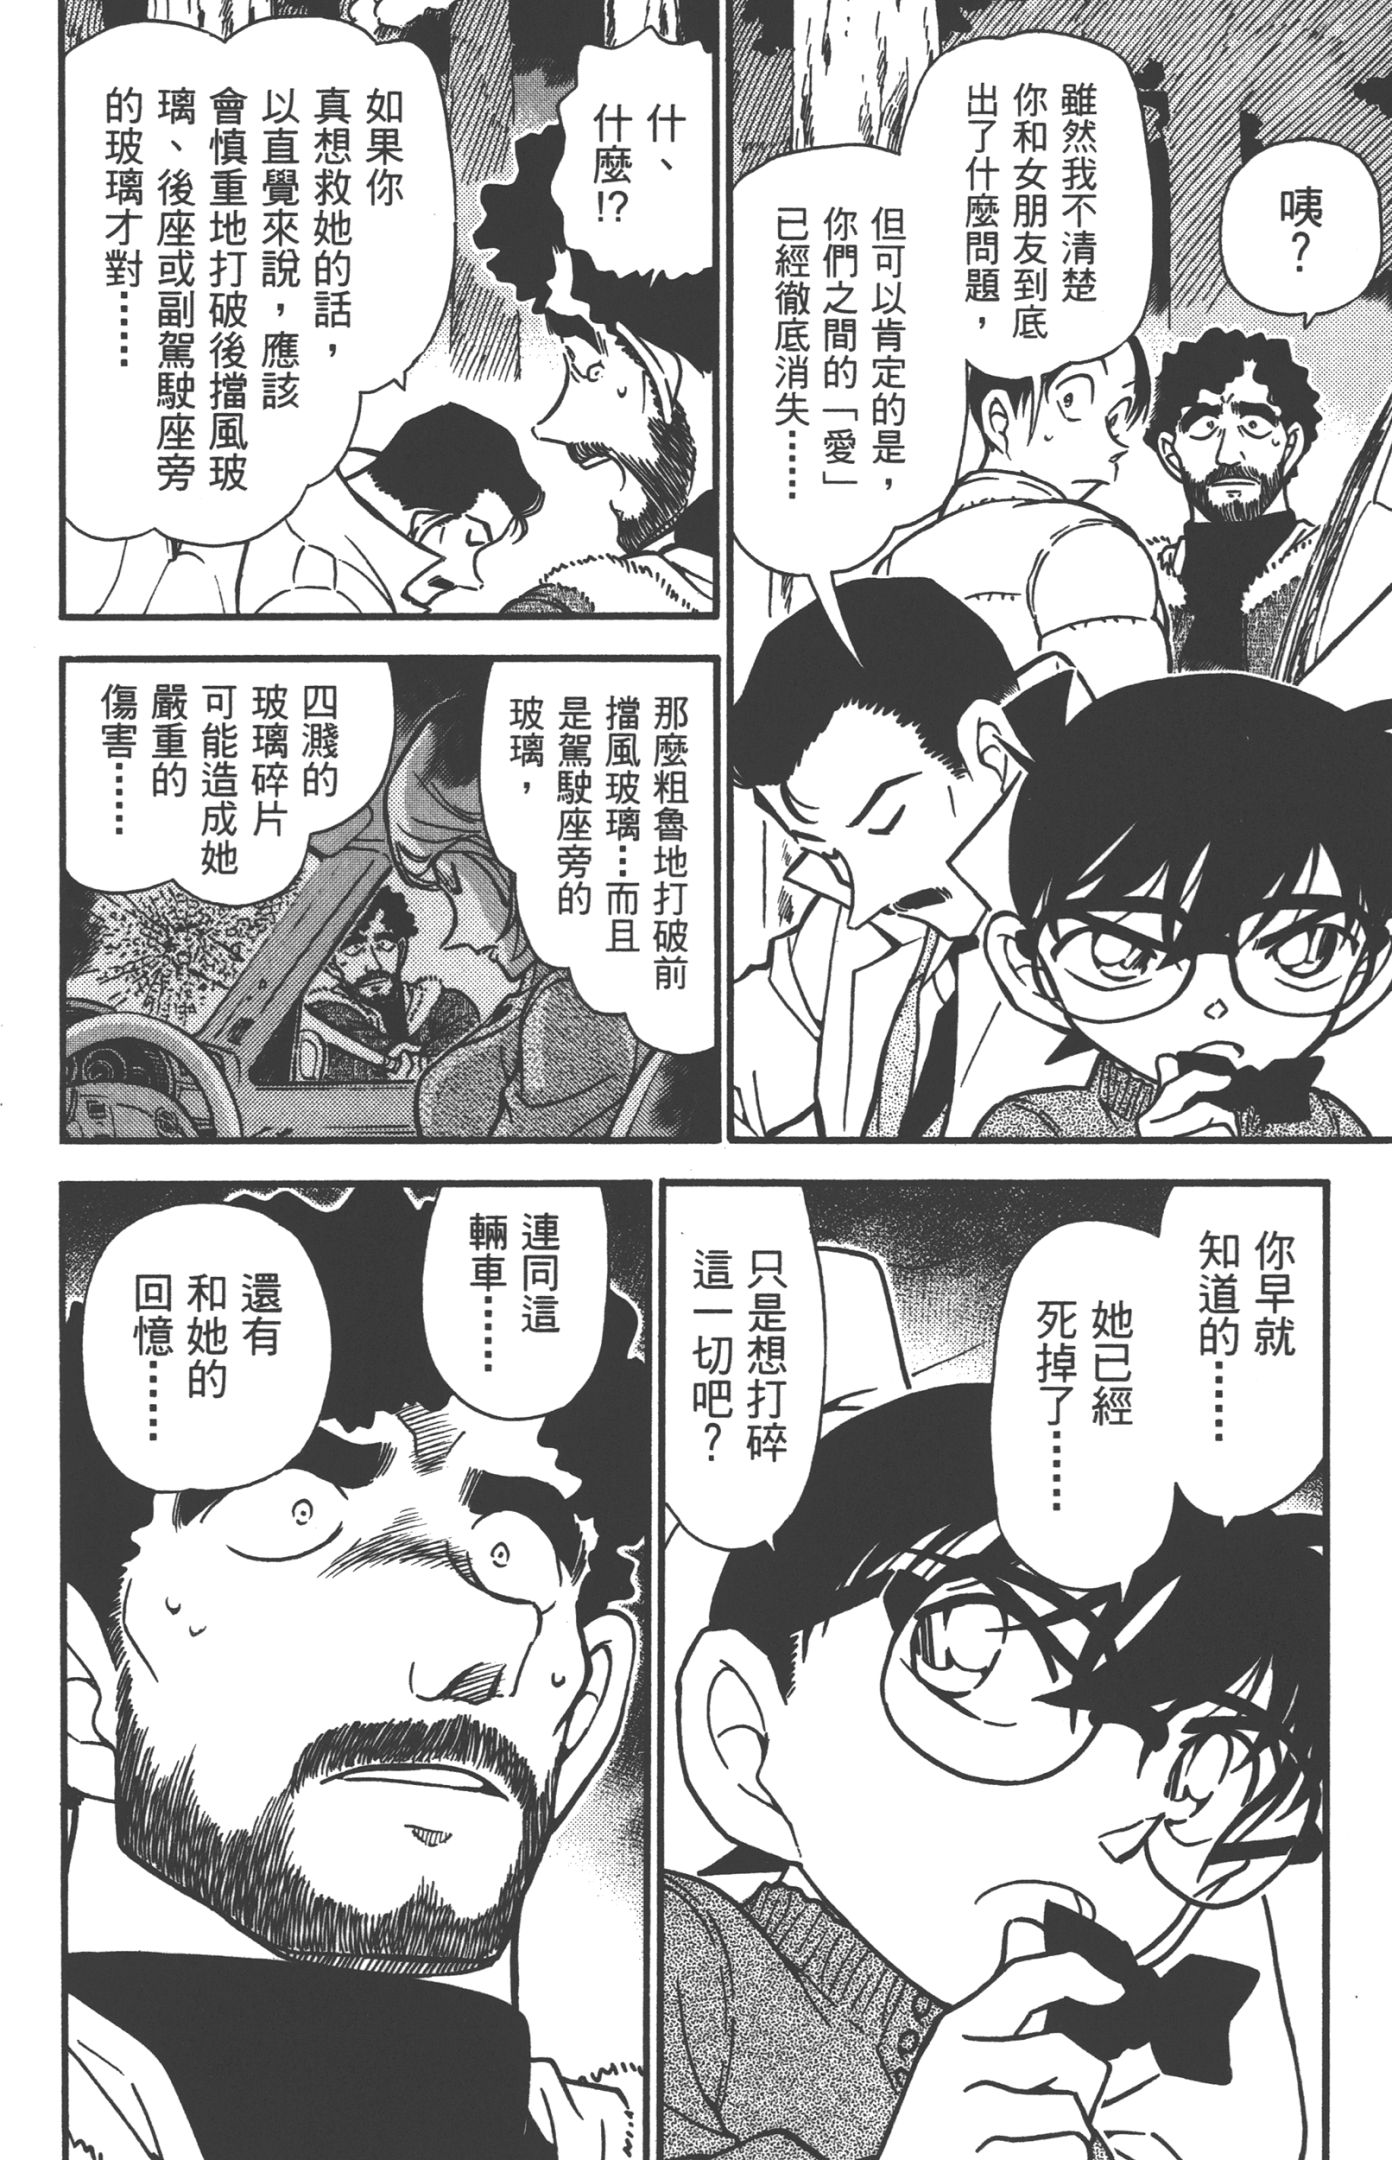 咦?
雖然我不清楚
你和女朋友到底
出了什麼問題，
但可以肯定的是，
你們之間的「愛」
已經徹底消失……
什、
什麼!?
如果你
真想救她的話，
以直覺來說，應該
會慎重地打破後擋風玻
璃、後座或副駕駛座旁
的玻璃才對……
那麼粗魯地打破前
擋風玻璃…而且
是駕駛座旁的
玻璃，
四濺的
玻璃碎片
可能造成她
嚴重的
傷害……
你早就
知道的……
她已經
死掉了……
只是想打碎
這一切吧?
連同這
輛車……
還有
和她的
回憶……